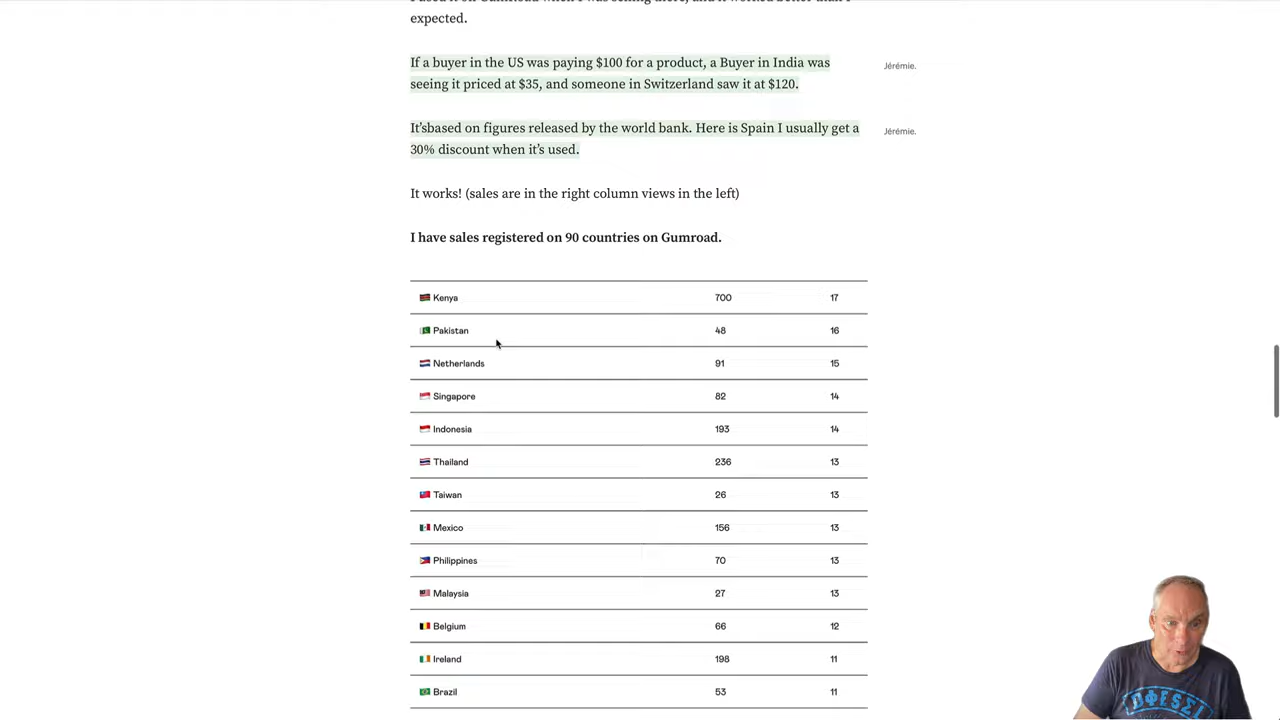 expected.
If a buyer in the US was paying $100 for a product, a Buyer in India was
Jérémie.
seeing it priced at $35, and someone in Switzerland saw it at $120.
It'sbased on figures released by the world bank. Here is Spain I usually get a
Jérémie.
30% discount when it's used.
It works! (sales are in the right column views in the left)
I have sales registered on 90 countries on Gumroad.
Kenya 700 17
Pakistan 48 16
Netherlands 91 15
Singapore 82 14
Indonesia 193 14
Thailand 236 13
Taiwan 26 13
Mexico 156 13
Philippines 70 13
Malaysia 27 13
Belgium 66 12
Ireland 198 11
Brazil 53 11